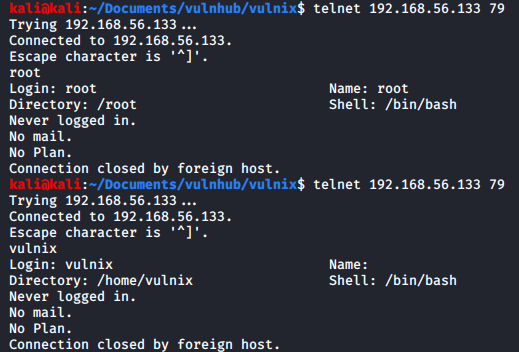 kali@kali:~/Documents/vulnhub/vulnix$ telnet 192.168.56.133 79
Trying 192.168.56.133...
Connected to 192.168.56.133.
Escape character is '^]'.
root
Login: root Name: root
Directory: /root Shell: /bin/bash
Never logged in.
No mail.
No Plan.
Connection closed by foreign host.
kali@kali:~/Documents/vulnhub/vulnix$ telnet 192.168.56.133 79
Trying 192.168.56.133...
Connected to 192.168.56.133.
Escape character is '^]'.
vulnix
Login: vulnix Name:
Directory: /home/vulnix Shell: /bin/bash
Never logged in.
No mail.
No Plan.
Connection closed by foreign host.